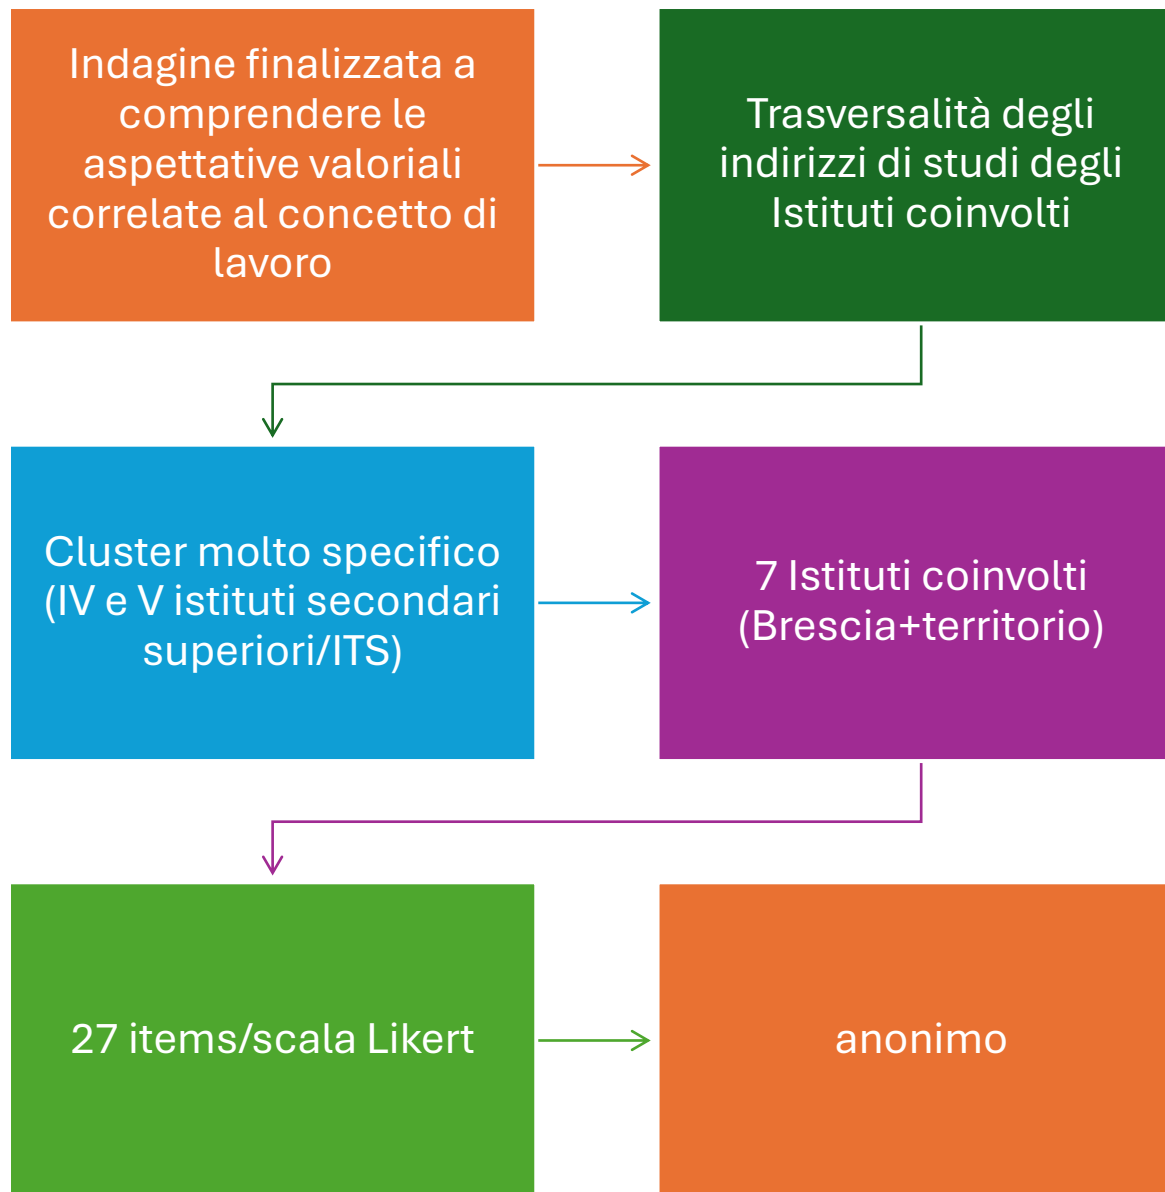 Indagine finalizzata a
comprendere le
aspettative valoriali
correlate al concetto di
lavoro
Trasversalità degli
indirizzi di studi degli
Istituti coinvolti
Cluster molto specifico
(IV e V istituti secondari
superiori/ITS)
7 Istituti coinvolti
(Brescia+territorio)
27 items/scala Likert
anonimo